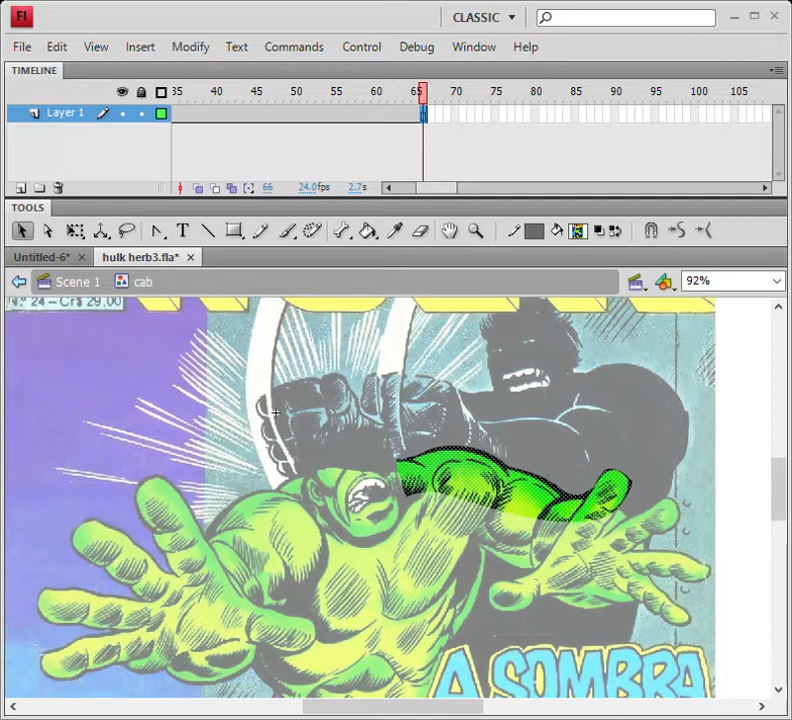 Fl
CLASSIC
File Edit View Insert Modify Text Commands Control Debug Window Help
TIMELINE
35 40 45 50 55 60 65 70 75 80 85 90 95 100 105
Layer 1
66 24.0fps 2.7s
TOOLS
T
Untitled-6* hulk herb3.fla*
Scene 1 cab 92%
N.º 24 – Cr$ 29,00
A SOMBRA